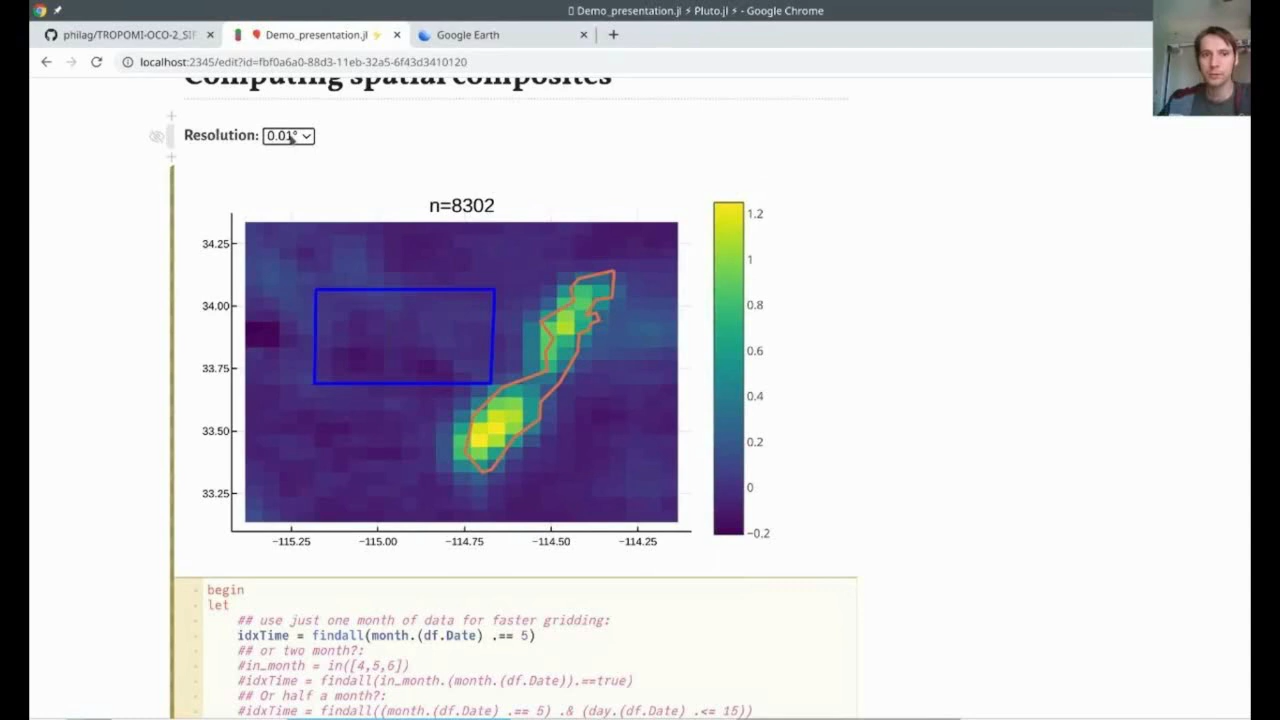 Demo_presentation.jl ⚡ Pluto.jl ⚡ - Google Chrome
philag/TROPOMI-OCO-2_SIF
Demo_presentation.jl
Google Earth
localhost:2345/edit?id=fbf0a6a0-88d3-11eb-32a5-6f43d3410120
Computing spatial composites
Resolution: 0.01°
n=8302
34.25
34.00
33.75
33.50
33.25
−115.25 −115.00 −114.75 −114.50 −114.25
1.2
1
0.8
0.6
0.4
0.2
0
−0.2
begin
let
## use just one month of data for faster gridding:
idxTime = findall(month.(df.Date) .== 5)
## or two month?:
#in_month = in([4,5,6])
#idxTime = findall(in_month.(month.(df.Date)).==true)
## Or half a month?:
#idxTime = findall((month.(df.Date) .== 5) .& (day.(df.Date) .<= 15))